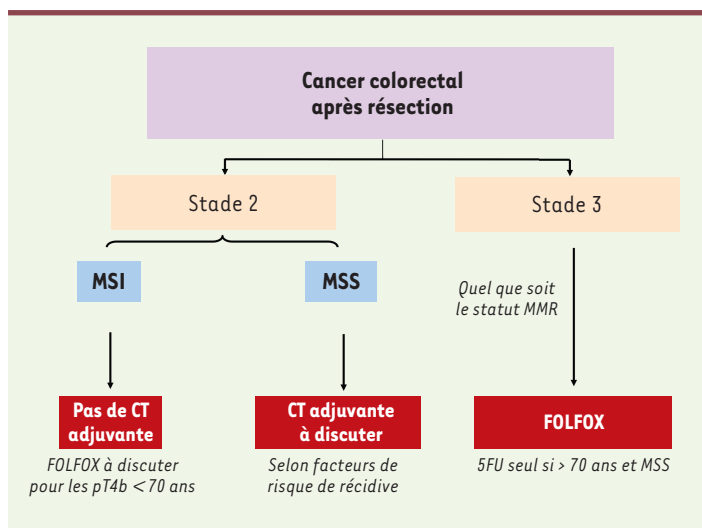 Cancer colorectal
après résection
Stade 2
Stade 3
MSI
MSS
Quel que soit
le statut MMR
Pas de CT
adjuvante
CT adjuvante
à discuter
FOLFOX
FOLFOX à discuter
pour les pT4b < 70 ans
Selon facteurs de
risque de récidive
5FU seul si > 70 ans et MSS